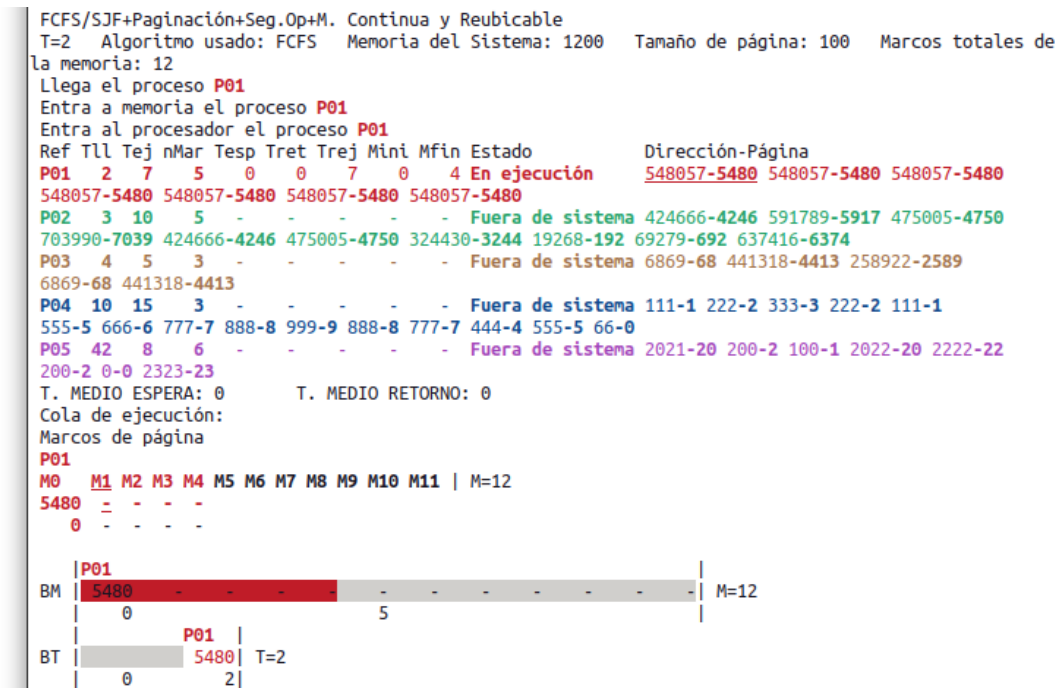 FCFS/SJF+Paginación+Seg.Op+M. Continua y Reubicable
T=2 Algoritmo usado: FCFS Memoria del Sistema: 1200 Tamaño de página: 100 Marcos totales de
la memoria: 12
Llega el proceso P01
Entra a memoria el proceso P01
Entra al procesador el proceso P01
Ref Tll Tej nMar Tesp Tret Trej Mini Mfin Estado Dirección-Página
P01 2 7 5 0 0 7 0 4 En ejecución 548057-5480 548057-5480 548057-5480
548057-5480 548057-5480 548057-5480 548057-5480
P02 3 10 5 - - - - - Fuera de sistema 424666-4246 591789-5917 475005-4750
703990-7039 424666-4246 475005-4750 324430-3244 19268-192 69279-692 637416-6374
P03 4 5 3 - - - - - Fuera de sistema 6869-68 441318-4413 258922-2589
6869-68 441318-4413
P04 10 15 3 - - - - - Fuera de sistema 111-1 222-2 333-3 222-2 111-1
555-5 666-6 777-7 888-8 999-9 888-8 777-7 444-4 555-5 66-0
P05 42 8 6 - - - - - Fuera de sistema 2021-20 200-2 100-1 2022-20 2222-22
200-2 0-0 2323-23
T. MEDIO ESPERA: 0 T. MEDIO RETORNO: 0
Cola de ejecución:
Marcos de página
P01
M0 M1 M2 M3 M4 M5 M6 M7 M8 M9 M10 M11 | M=12
5480 - - - -
0 - - - -
|P01 |
BM | 5480 - - - - - - - - - - -| M=12
| 0 5 |
| P01 |
BT | 5480| T=2
| 0 2|